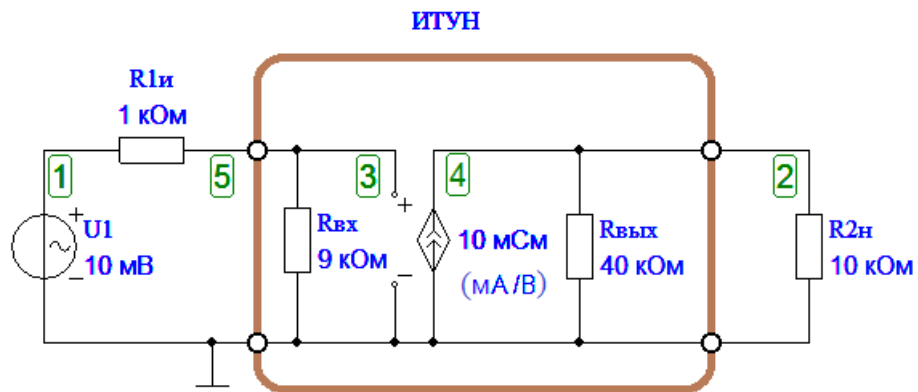 ИТУН
R1и
1 кОм
1
5
3
4
2
+
U1
−
10 мВ
Rвх
9 кОм
+
−
10 мСм
(мА/В)
Rвых
40 кОм
R2н
10 кОм